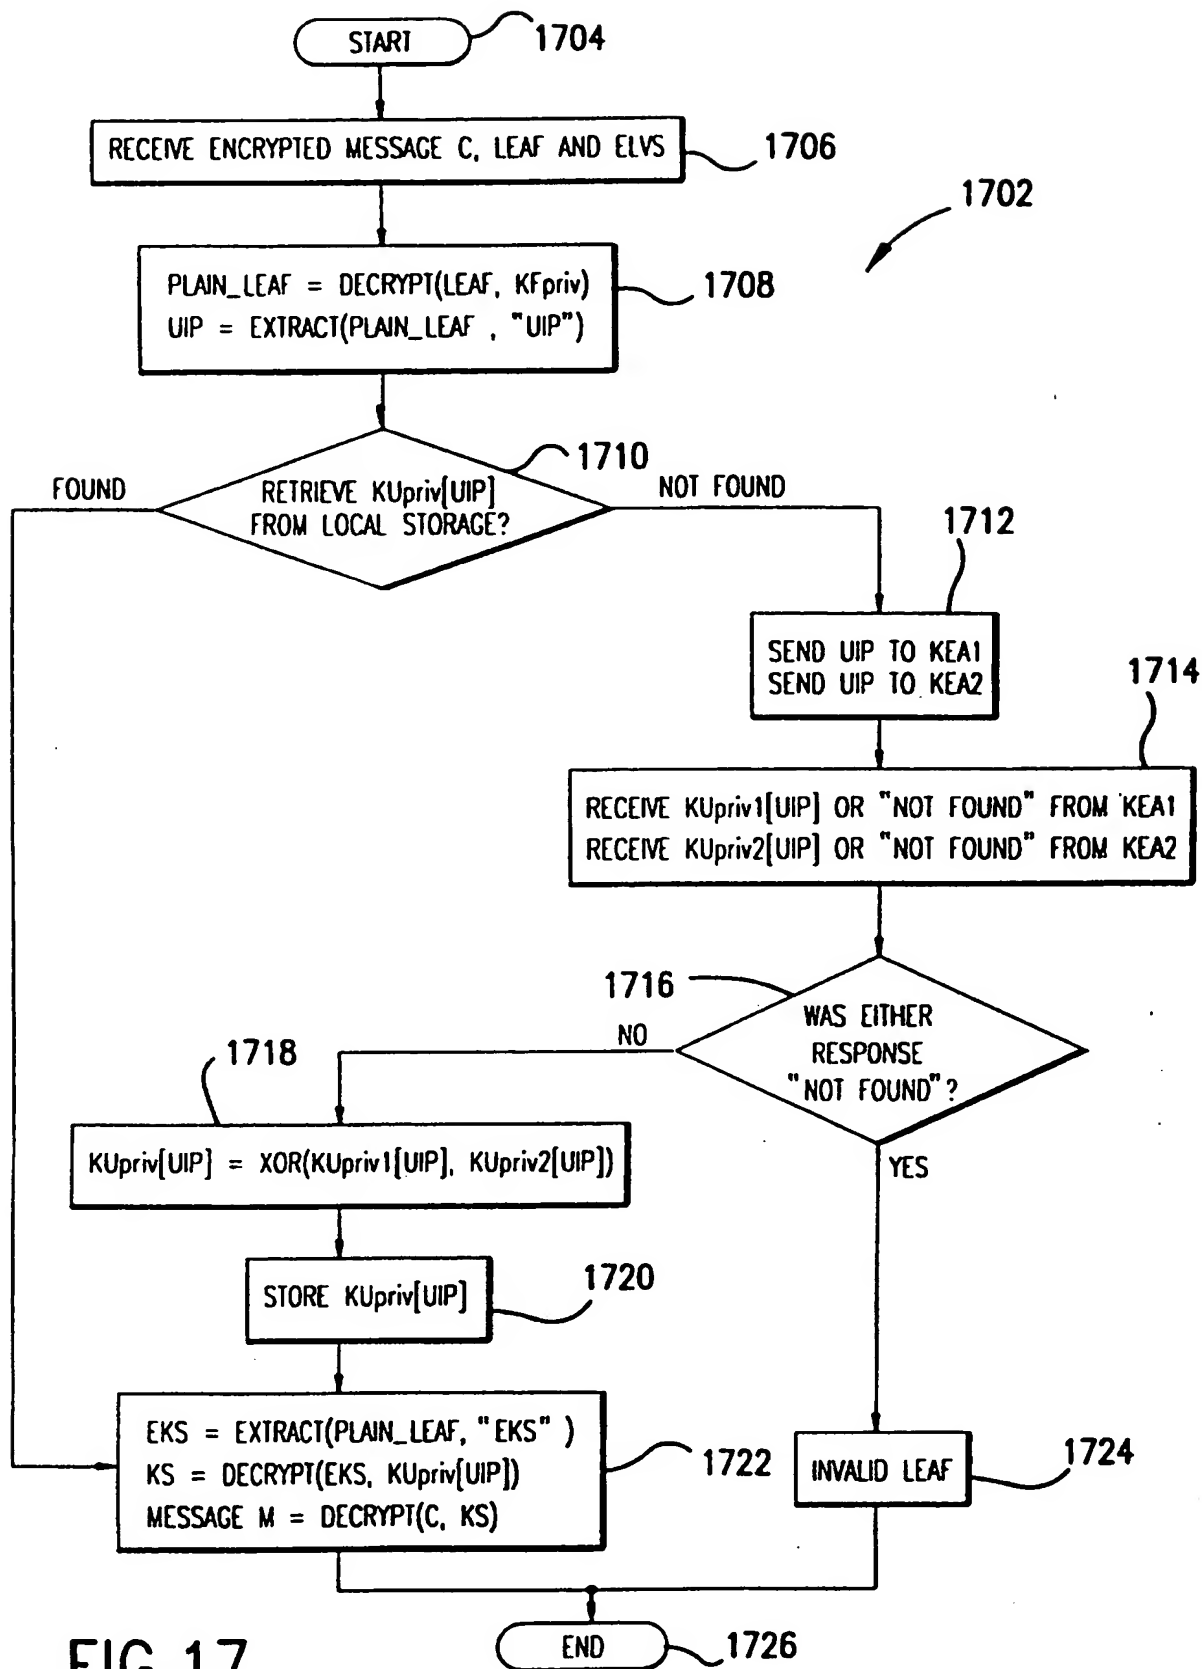 START
1704
RECEIVE ENCRYPTED MESSAGE C, LEAF AND ELVS
1706
1702
PLAIN_LEAF = DECRYPT(LEAF, KFpriv)
UIP = EXTRACT(PLAIN_LEAF , "UIP")
1708
1710
FOUND
RETRIEVE KUpriv[UIP]
FROM LOCAL STORAGE?
NOT FOUND
1712
SEND UIP TO KEA1
SEND UIP TO KEA2
1714
RECEIVE KUpriv1[UIP] OR "NOT FOUND" FROM KEA1
RECEIVE KUpriv2[UIP] OR "NOT FOUND" FROM KEA2
1716
WAS EITHER
RESPONSE
"NOT FOUND"?
NO
YES
1718
KUpriv[UIP] = XOR(KUpriv1[UIP], KUpriv2[UIP])
STORE KUpriv[UIP]
1720
EKS = EXTRACT(PLAIN_LEAF, "EKS" )
KS = DECRYPT(EKS, KUpriv[UIP])
MESSAGE M = DECRYPT(C, KS)
1722
INVALID LEAF
1724
END
1726
FIG. 17